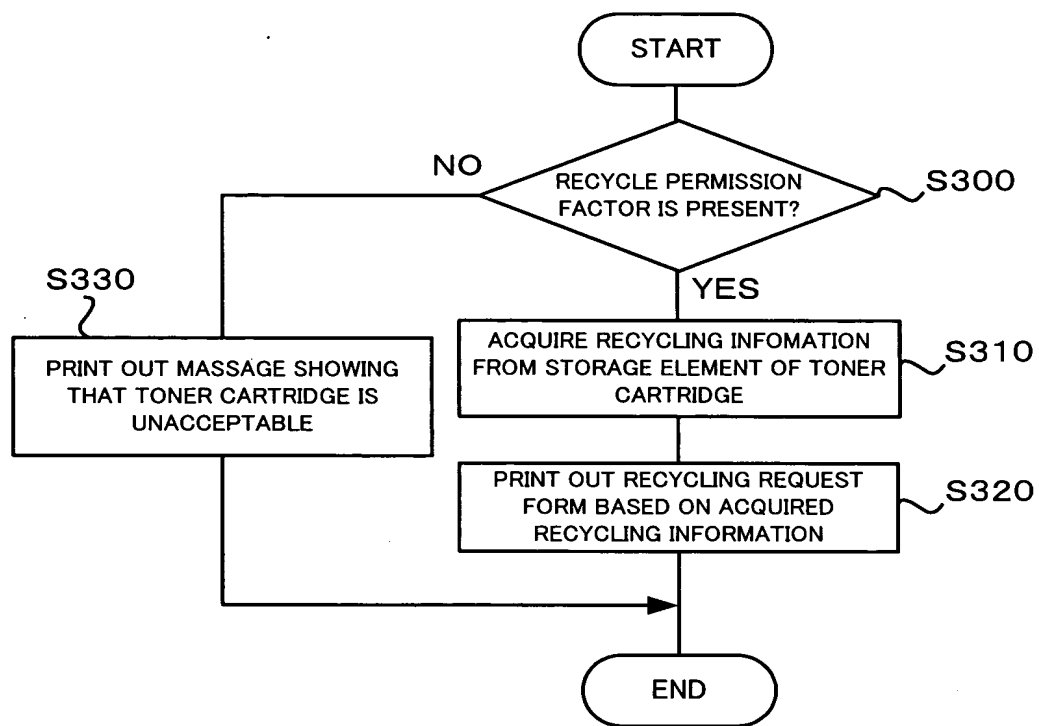 START
NO
RECYCLE PERMISSION
FACTOR IS PRESENT?
S300
YES
S330
PRINT OUT MASSAGE SHOWING
THAT TONER CARTRIDGE IS
UNACCEPTABLE
ACQUIRE RECYCLING INFOMATION
FROM STORAGE ELEMENT OF TONER
CARTRIDGE
S310
PRINT OUT RECYCLING REQUEST
FORM BASED ON ACQUIRED
RECYCLING INFORMATION
S320
END